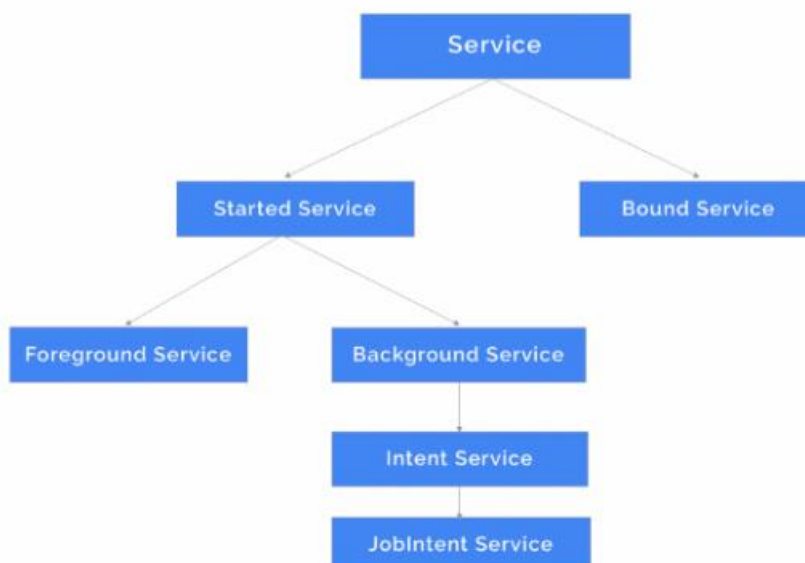 Service
Started Service
Bound Service
Foreground Service
Background Service
Intent Service
JobIntent Service